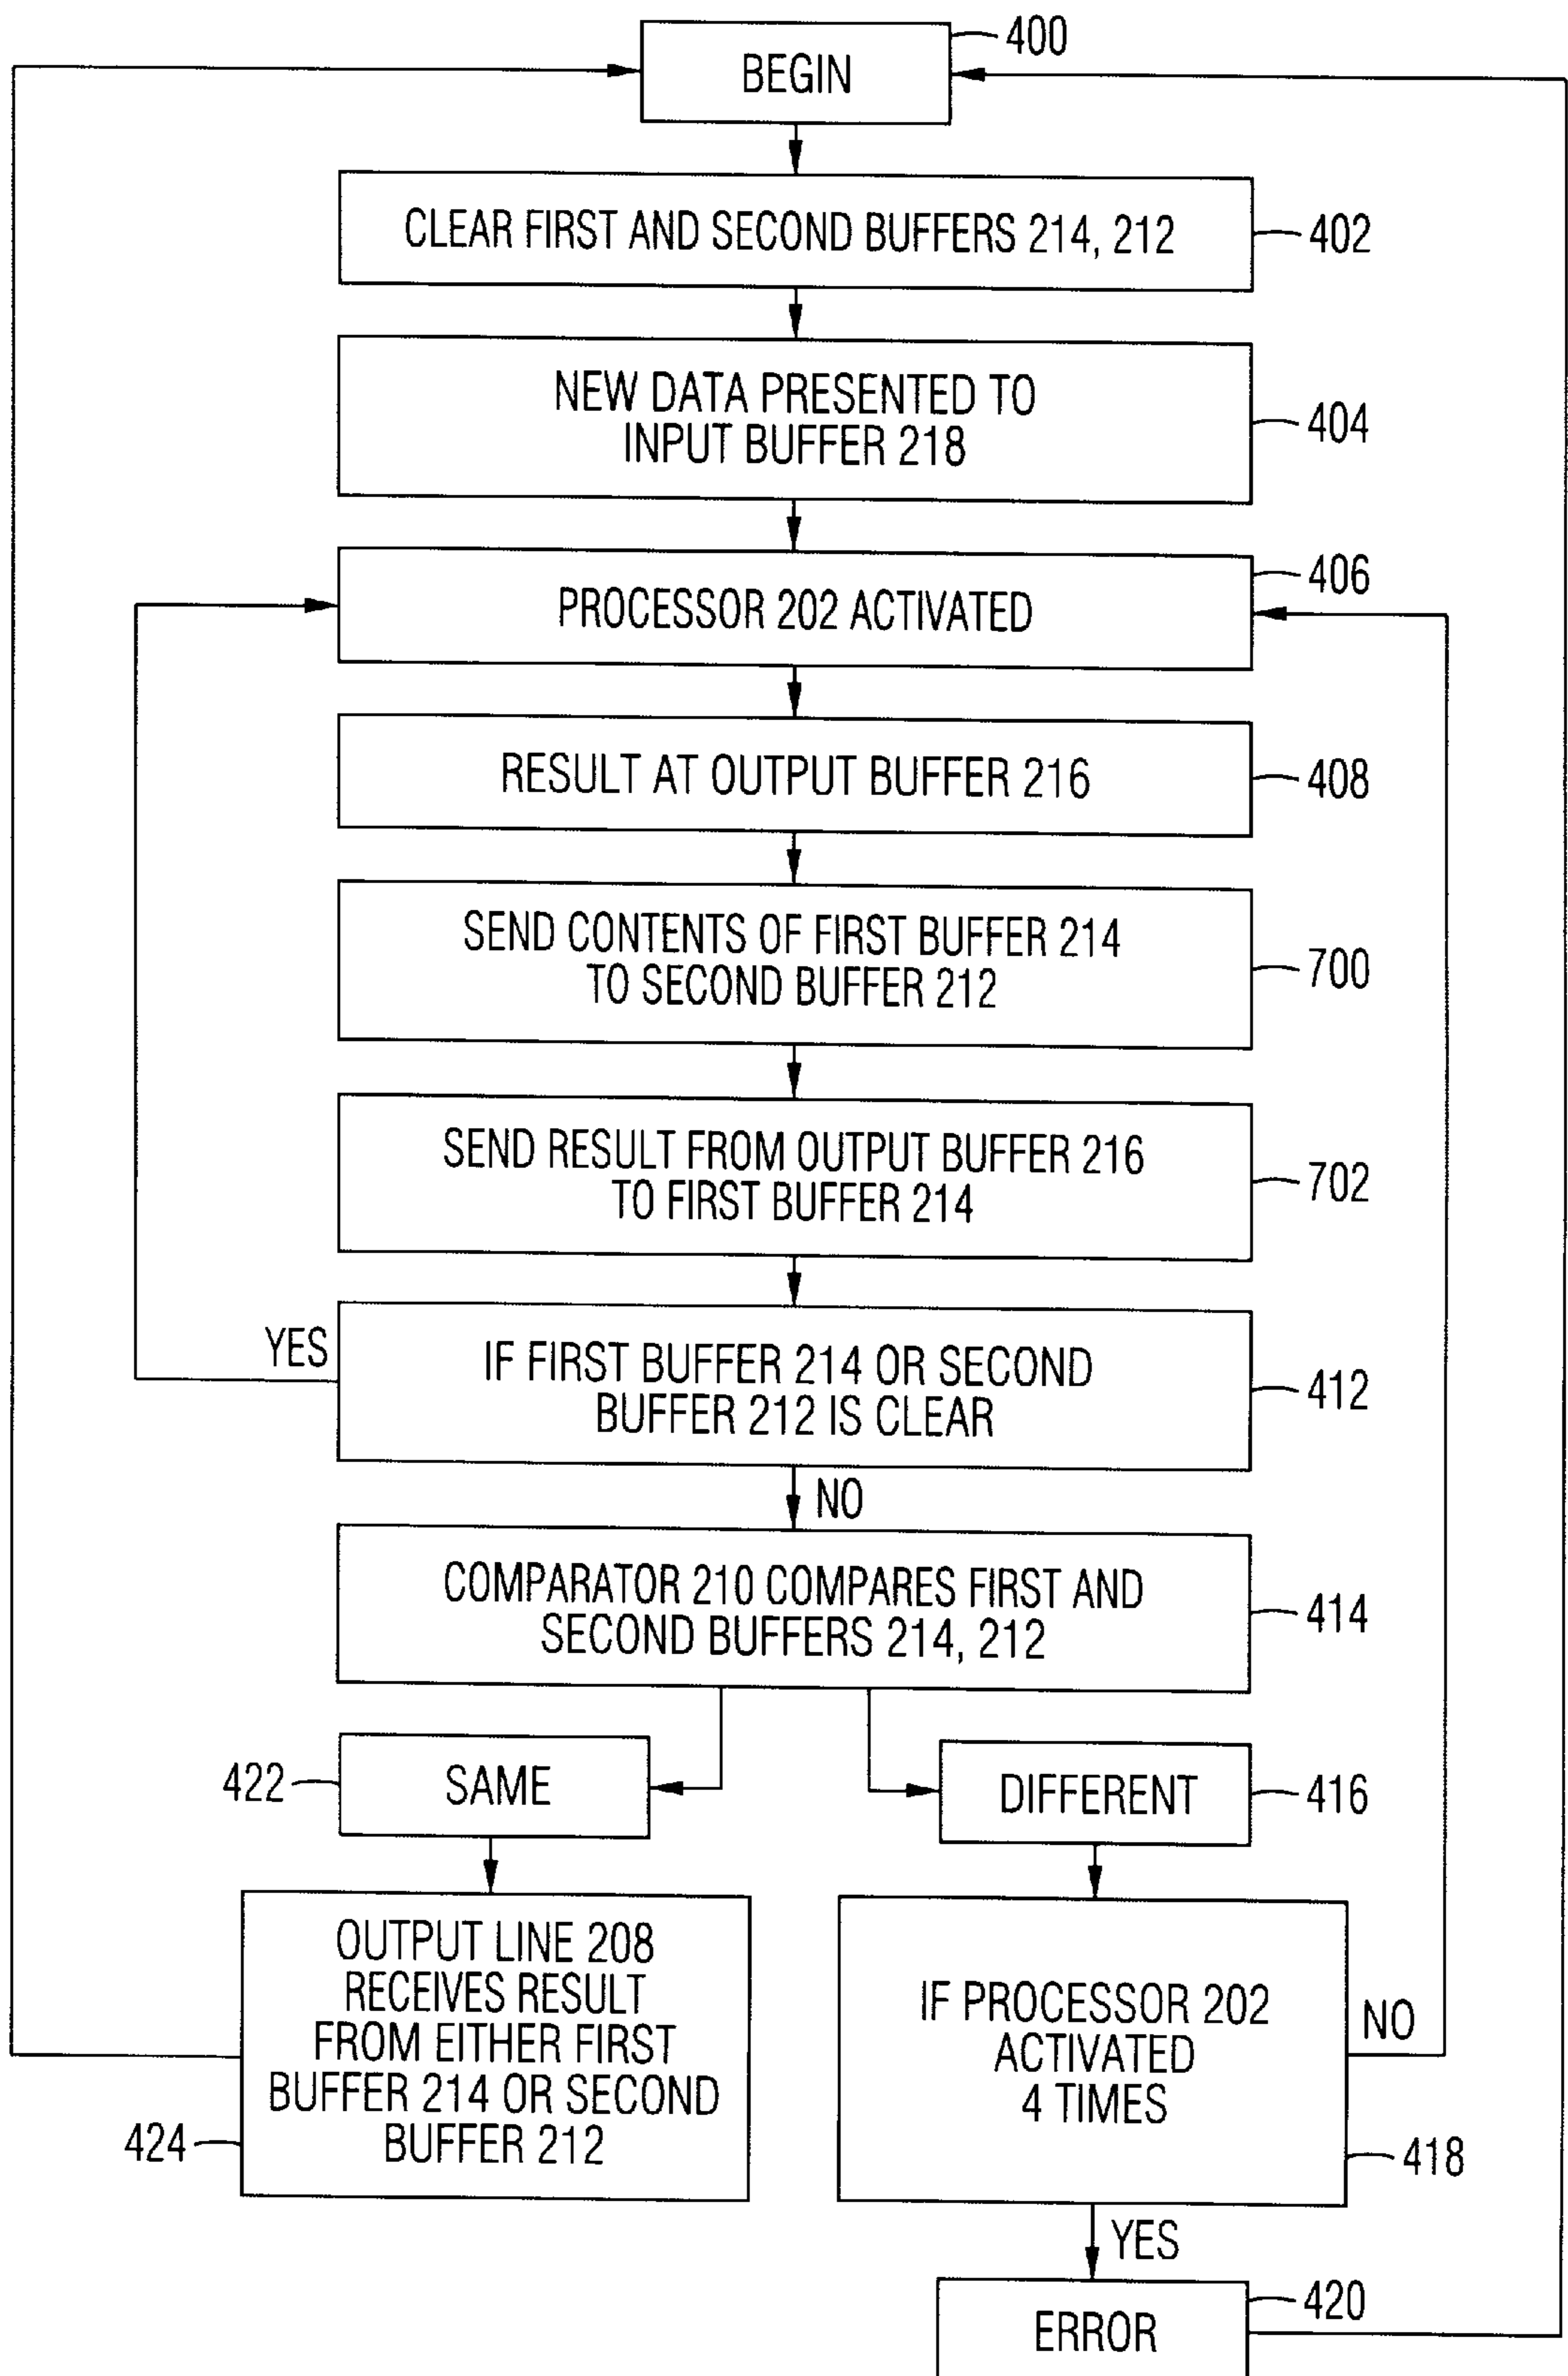 BEGIN
400
CLEAR FIRST AND SECOND BUFFERS 214, 212
402
NEW DATA PRESENTED TO
INPUT BUFFER 218
404
PROCESSOR 202 ACTIVATED
406
RESULT AT OUTPUT BUFFER 216
408
SEND CONTENTS OF FIRST BUFFER 214
TO SECOND BUFFER 212
700
SEND RESULT FROM OUTPUT BUFFER 216
TO FIRST BUFFER 214
702
YES
IF FIRST BUFFER 214 OR SECOND
BUFFER 212 IS CLEAR
412
NO
COMPARATOR 210 COMPARES FIRST AND
SECOND BUFFERS 214, 212
414
422
SAME
DIFFERENT
416
OUTPUT LINE 208
RECEIVES RESULT
FROM EITHER FIRST
BUFFER 214 OR SECOND
BUFFER 212
424
IF PROCESSOR 202
ACTIVATED
4 TIMES
NO
418
YES
ERROR
420